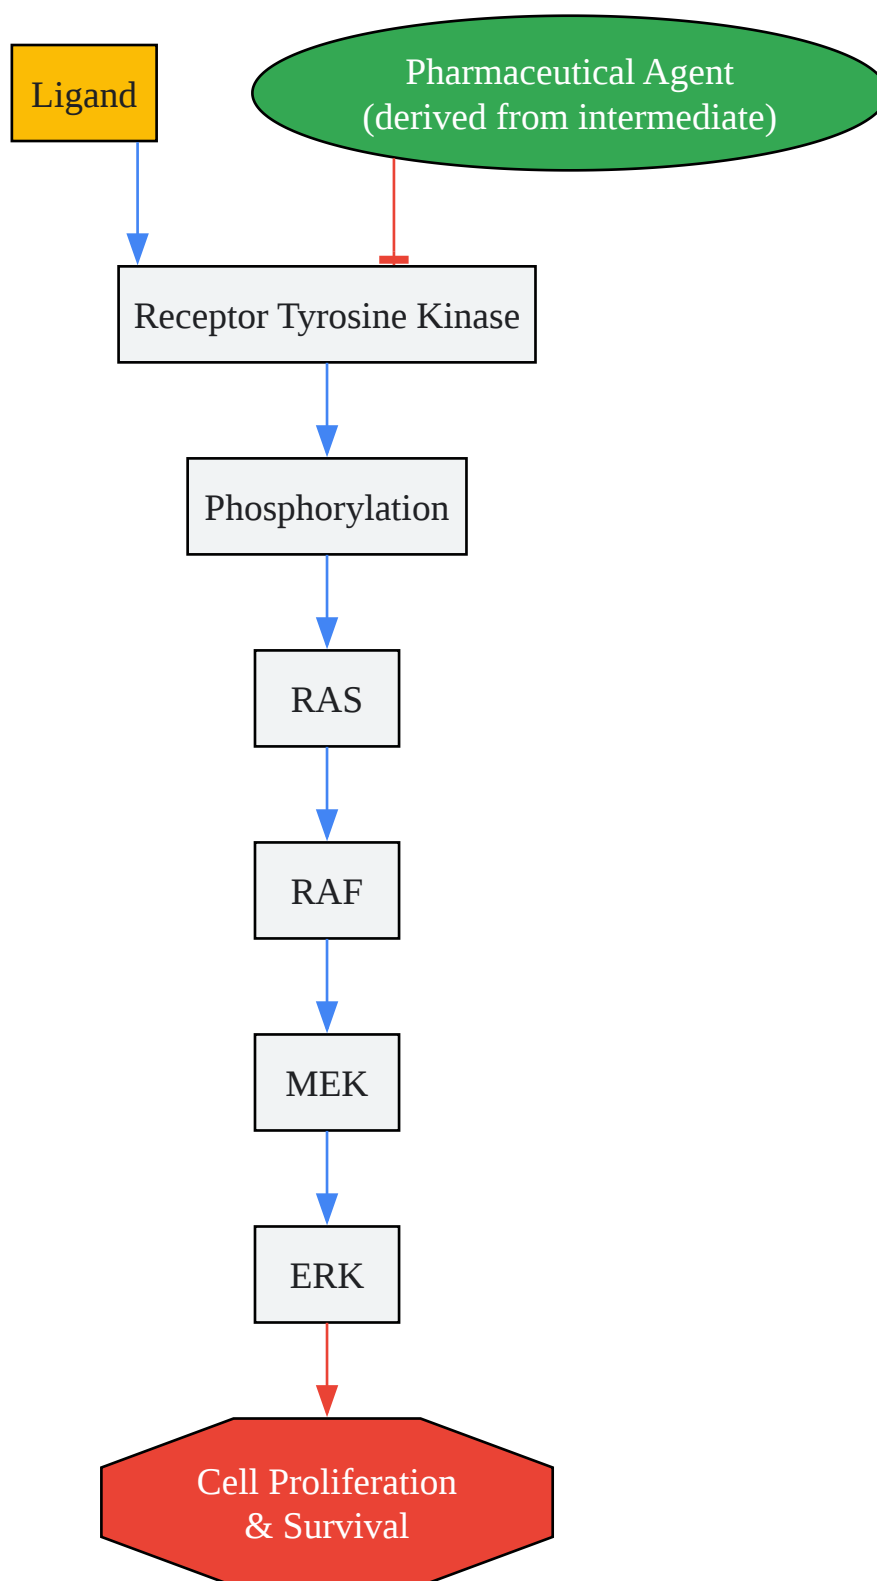 Ligand
Pharmaceutical Agent
(derived from intermediate)
Receptor Tyrosine Kinase
Phosphorylation
RAS
RAF
MEK
ERK
Cell Proliferation
& Survival